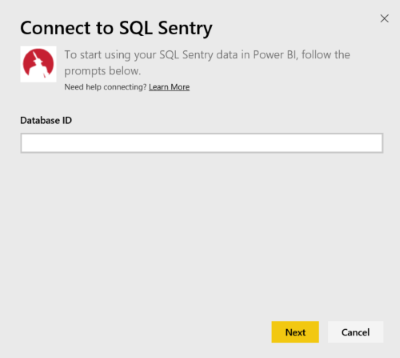 Connect to SQL Sentry
To start using your SQL Sentry data in Power BI, follow the
prompts below.
Need help connecting? Learn More
Database ID
Next Cancel